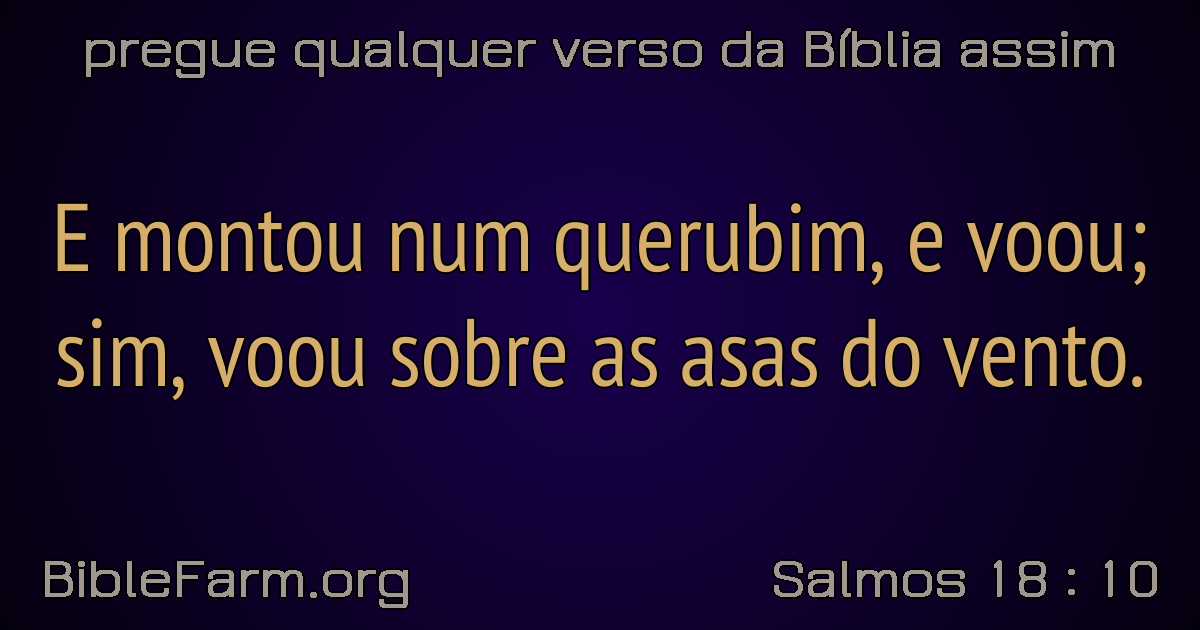 pregue qualquer verso da Bíblia assim
E montou num querubim, e voou;
sim, voou sobre as asas do vento.
BibleFarm.org
Salmos 18 : 10